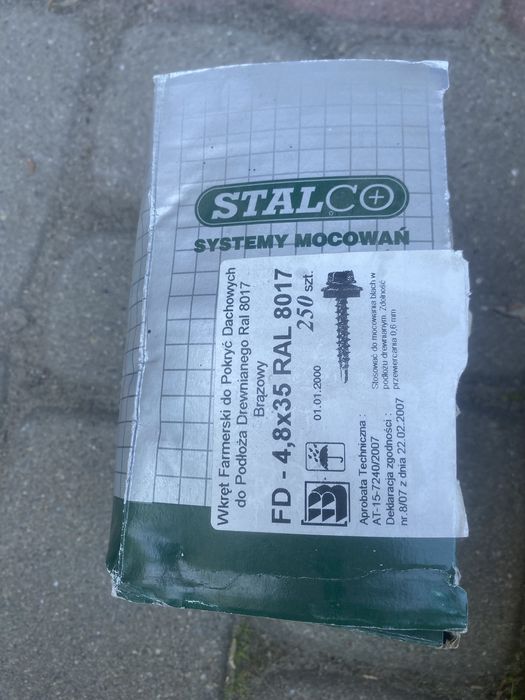 STALCO
SYSTEMY MOCOWAŃ
Wkręt Farmerski do Pokryć Dachowych
do Podłoża Drewnianego Ral 8017
Brązowy
FD - 4,8x35 RAL 8017
250 szt.
01.01.2000
Stosować do mocowania blach w
podłożu drewnianym. Zdolność
przewiercania 0,6 mm
B
Aprobata Techniczna :
AT-15-7240/2007
Deklaracja zgodności :
nr.8/07 z dnia 22.02.2007